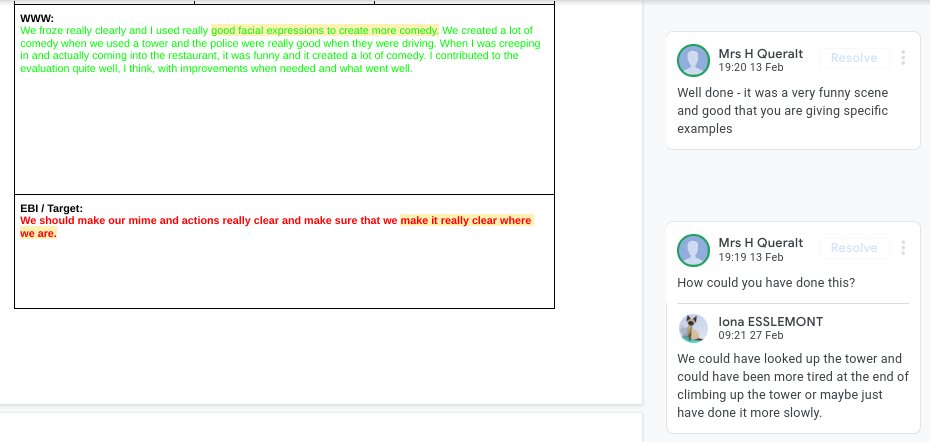 WWW:
We froze really clearly and I used really good facial expressions to create more comedy. We created a lot of
comedy when we used a tower and the police were really good when they were driving. When I was creeping
in and actually coming into the restaurant, it was funny and it created a lot of comedy. I contributed to the
evaluation quite well, I think, with improvements when needed and what went well.
EBI / Target:
We should make our mime and actions really clear and make sure that we make it really clear where
we are.
Mrs H Queralt
Resolve
19:20 13 Feb
Well done - it was a very funny scene
and good that you are giving specific
examples
Mrs H Queralt
Resolve
19:19 13 Feb
How could you have done this?
Iona ESSLEMONT
09:21 27 Feb
We could have looked up the tower and
could have been more tired at the end of
climbing up the tower or maybe just
have done it more slowly.